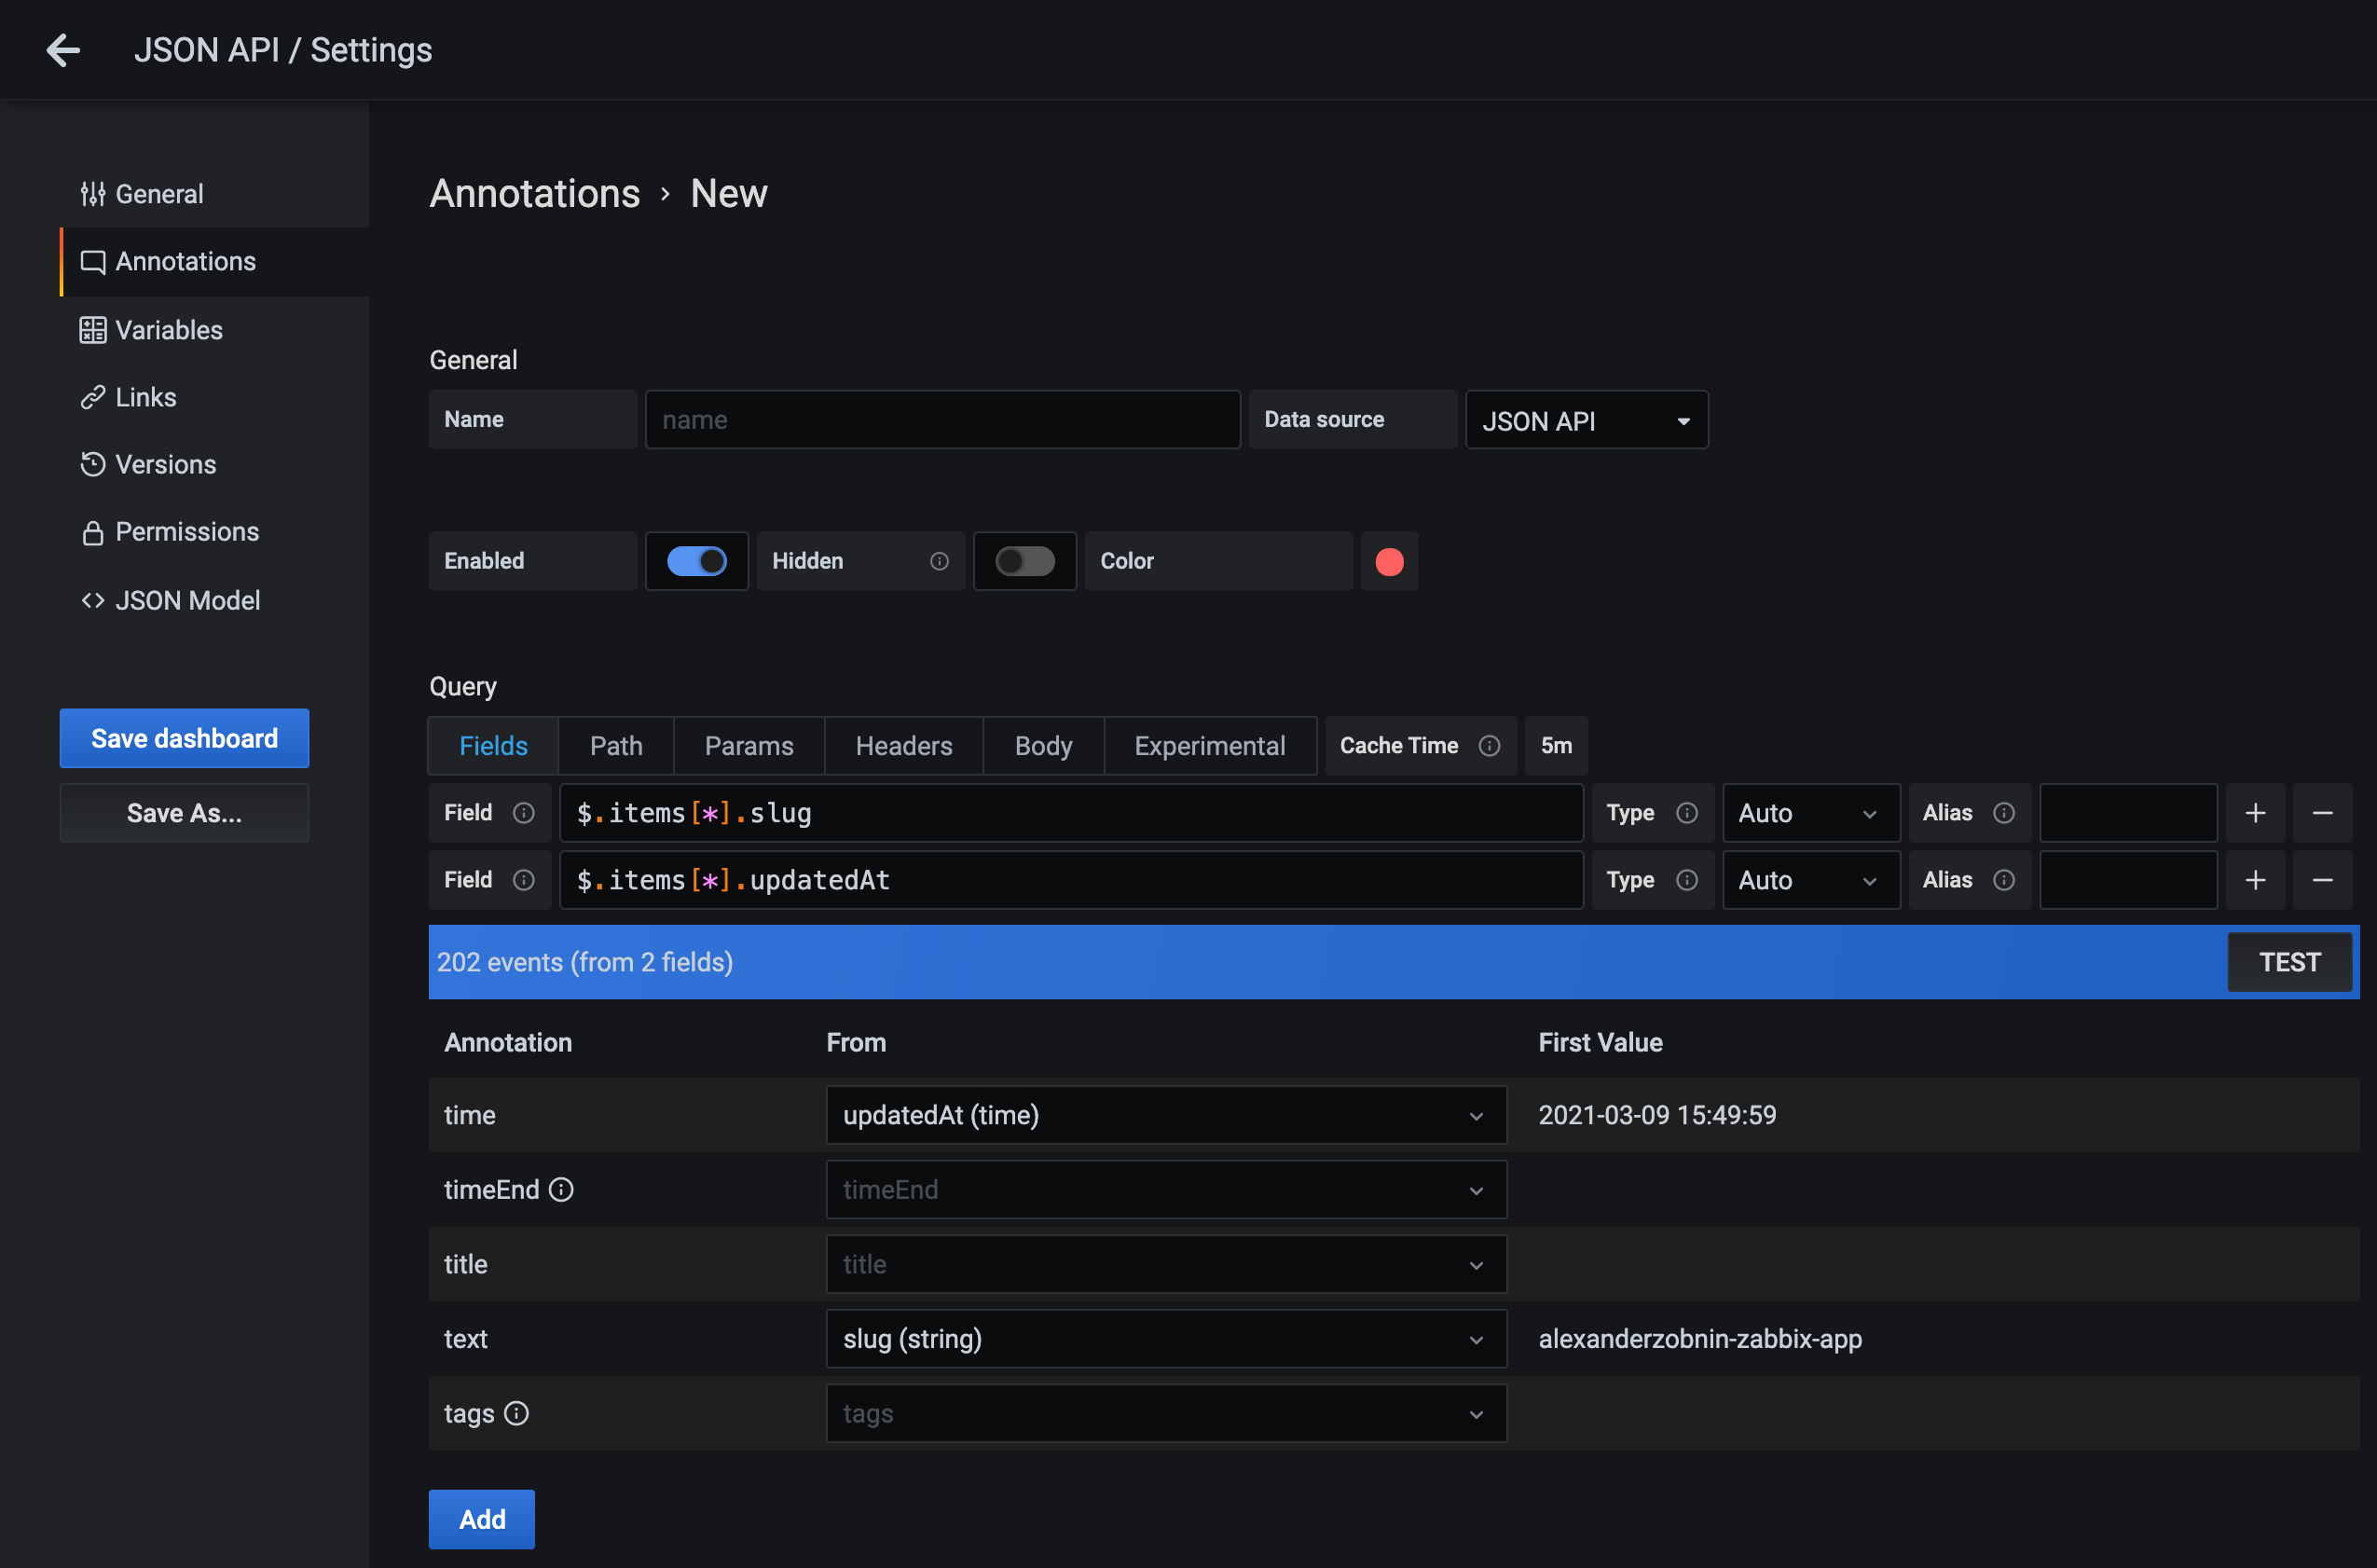 JSON API / Settings
General
Annotations
Variables
Links
Versions
Permissions
JSON Model
Save dashboard
Save As...
Annotations › New
General
Name name Data source JSON API
Enabled Hidden Color
Query
Fields Path Params Headers Body Experimental Cache Time 5m
Field $.items[*].slug Type Auto Alias
Field $.items[*].updatedAt Type Auto Alias
202 events (from 2 fields) TEST
Annotation From First Value
time updatedAt (time) 2021-03-09 15:49:59
timeEnd timeEnd
title title
text slug (string) alexanderzobnin-zabbix-app
tags tags
Add